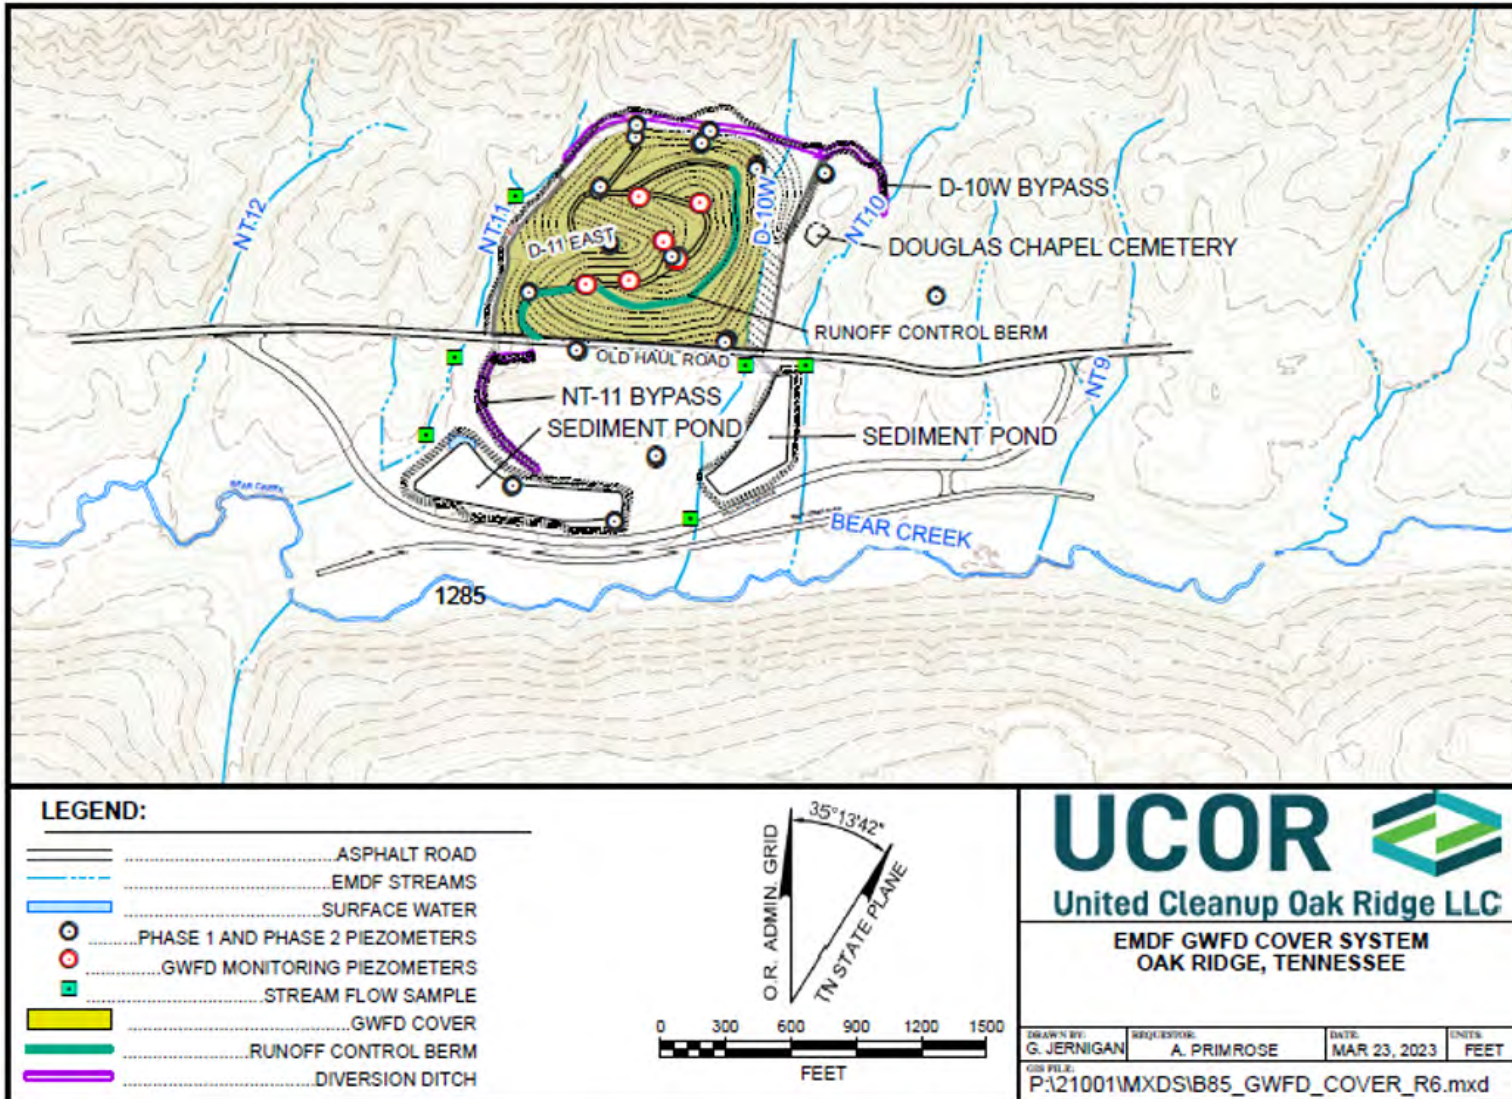 NT-12
NT-11
D-11 EAST
D-10W
NT-10
D-10W BYPASS
DOUGLAS CHAPEL CEMETERY
RUNOFF CONTROL BERM
OLD HAUL ROAD
NT-11 BYPASS
SEDIMENT POND
SEDIMENT POND
NT9
BEAR CREEK
BEAR CREEK
1285
LEGEND:
ASPHALT ROAD
EMDF STREAMS
SURFACE WATER
PHASE 1 AND PHASE 2 PIEZOMETERS
GWFD MONITORING PIEZOMETERS
STREAM FLOW SAMPLE
GWFD COVER
RUNOFF CONTROL BERM
DIVERSION DITCH
35°13'42"
O.R. ADMIN. GRID
TN STATE PLANE
0 300 600 900 1200 1500
FEET
UCOR
United Cleanup Oak Ridge LLC
EMDF GWFD COVER SYSTEM
OAK RIDGE, TENNESSEE
DRAWN BY: REQUESTOR: DATE: UNITS:
G. JERNIGAN A. PRIMROSE MAR 23, 2023 FEET
GIS FILE:
P:\21001\MXDS\B85_GWFD_COVER_R6.mxd